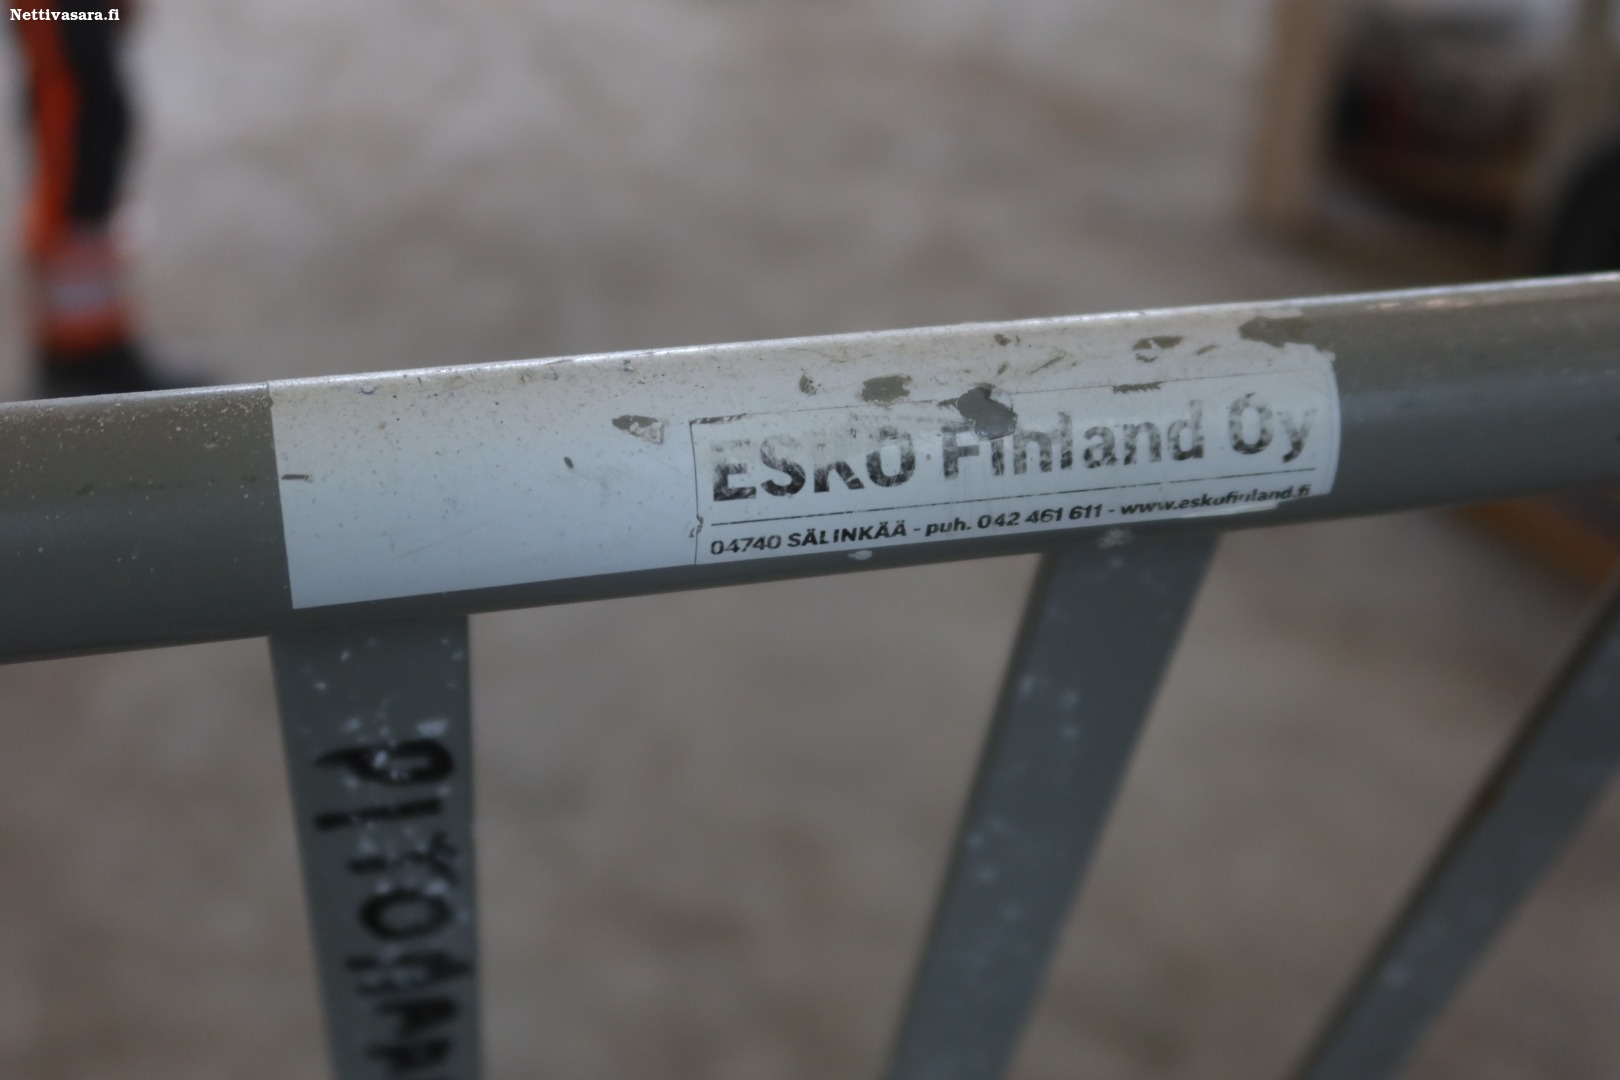 Nettivasara.fi
ESKO Finland Oy
04740 SÄLINKÄÄ - puh. 042 461 611 - www.eskofinland.fi